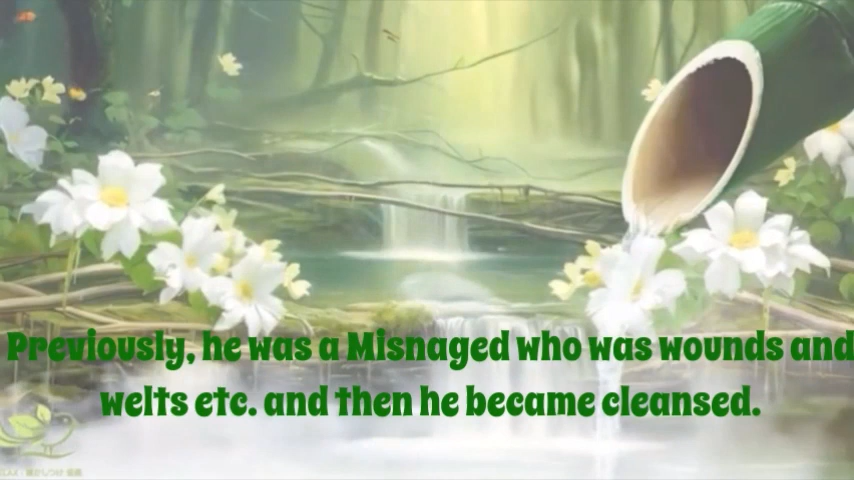 Previously, he was a Misnaged who was wounds and
welts etc. and then he became cleansed.